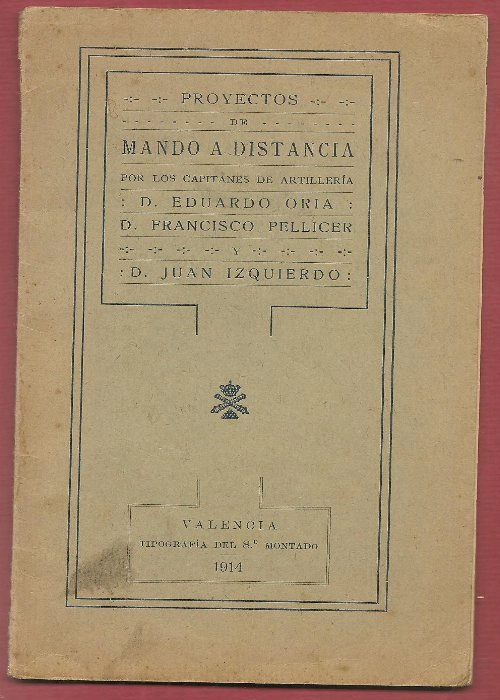 -:- -:- PROYECTOS -:- -:-
DE
MANDO A DISTANCIA
POR LOS CAPITANES DE ARTILLERÍA
: D. EDUARDO ORIA :
D. FRANCISCO PELLICER
-:- -:- -:- -:- Y -:- -:- -:- -:-
: D. JUAN IZQUIERDO :
VALENCIA
TIPOGRAFÍA DEL 8.º MONTADO
1914